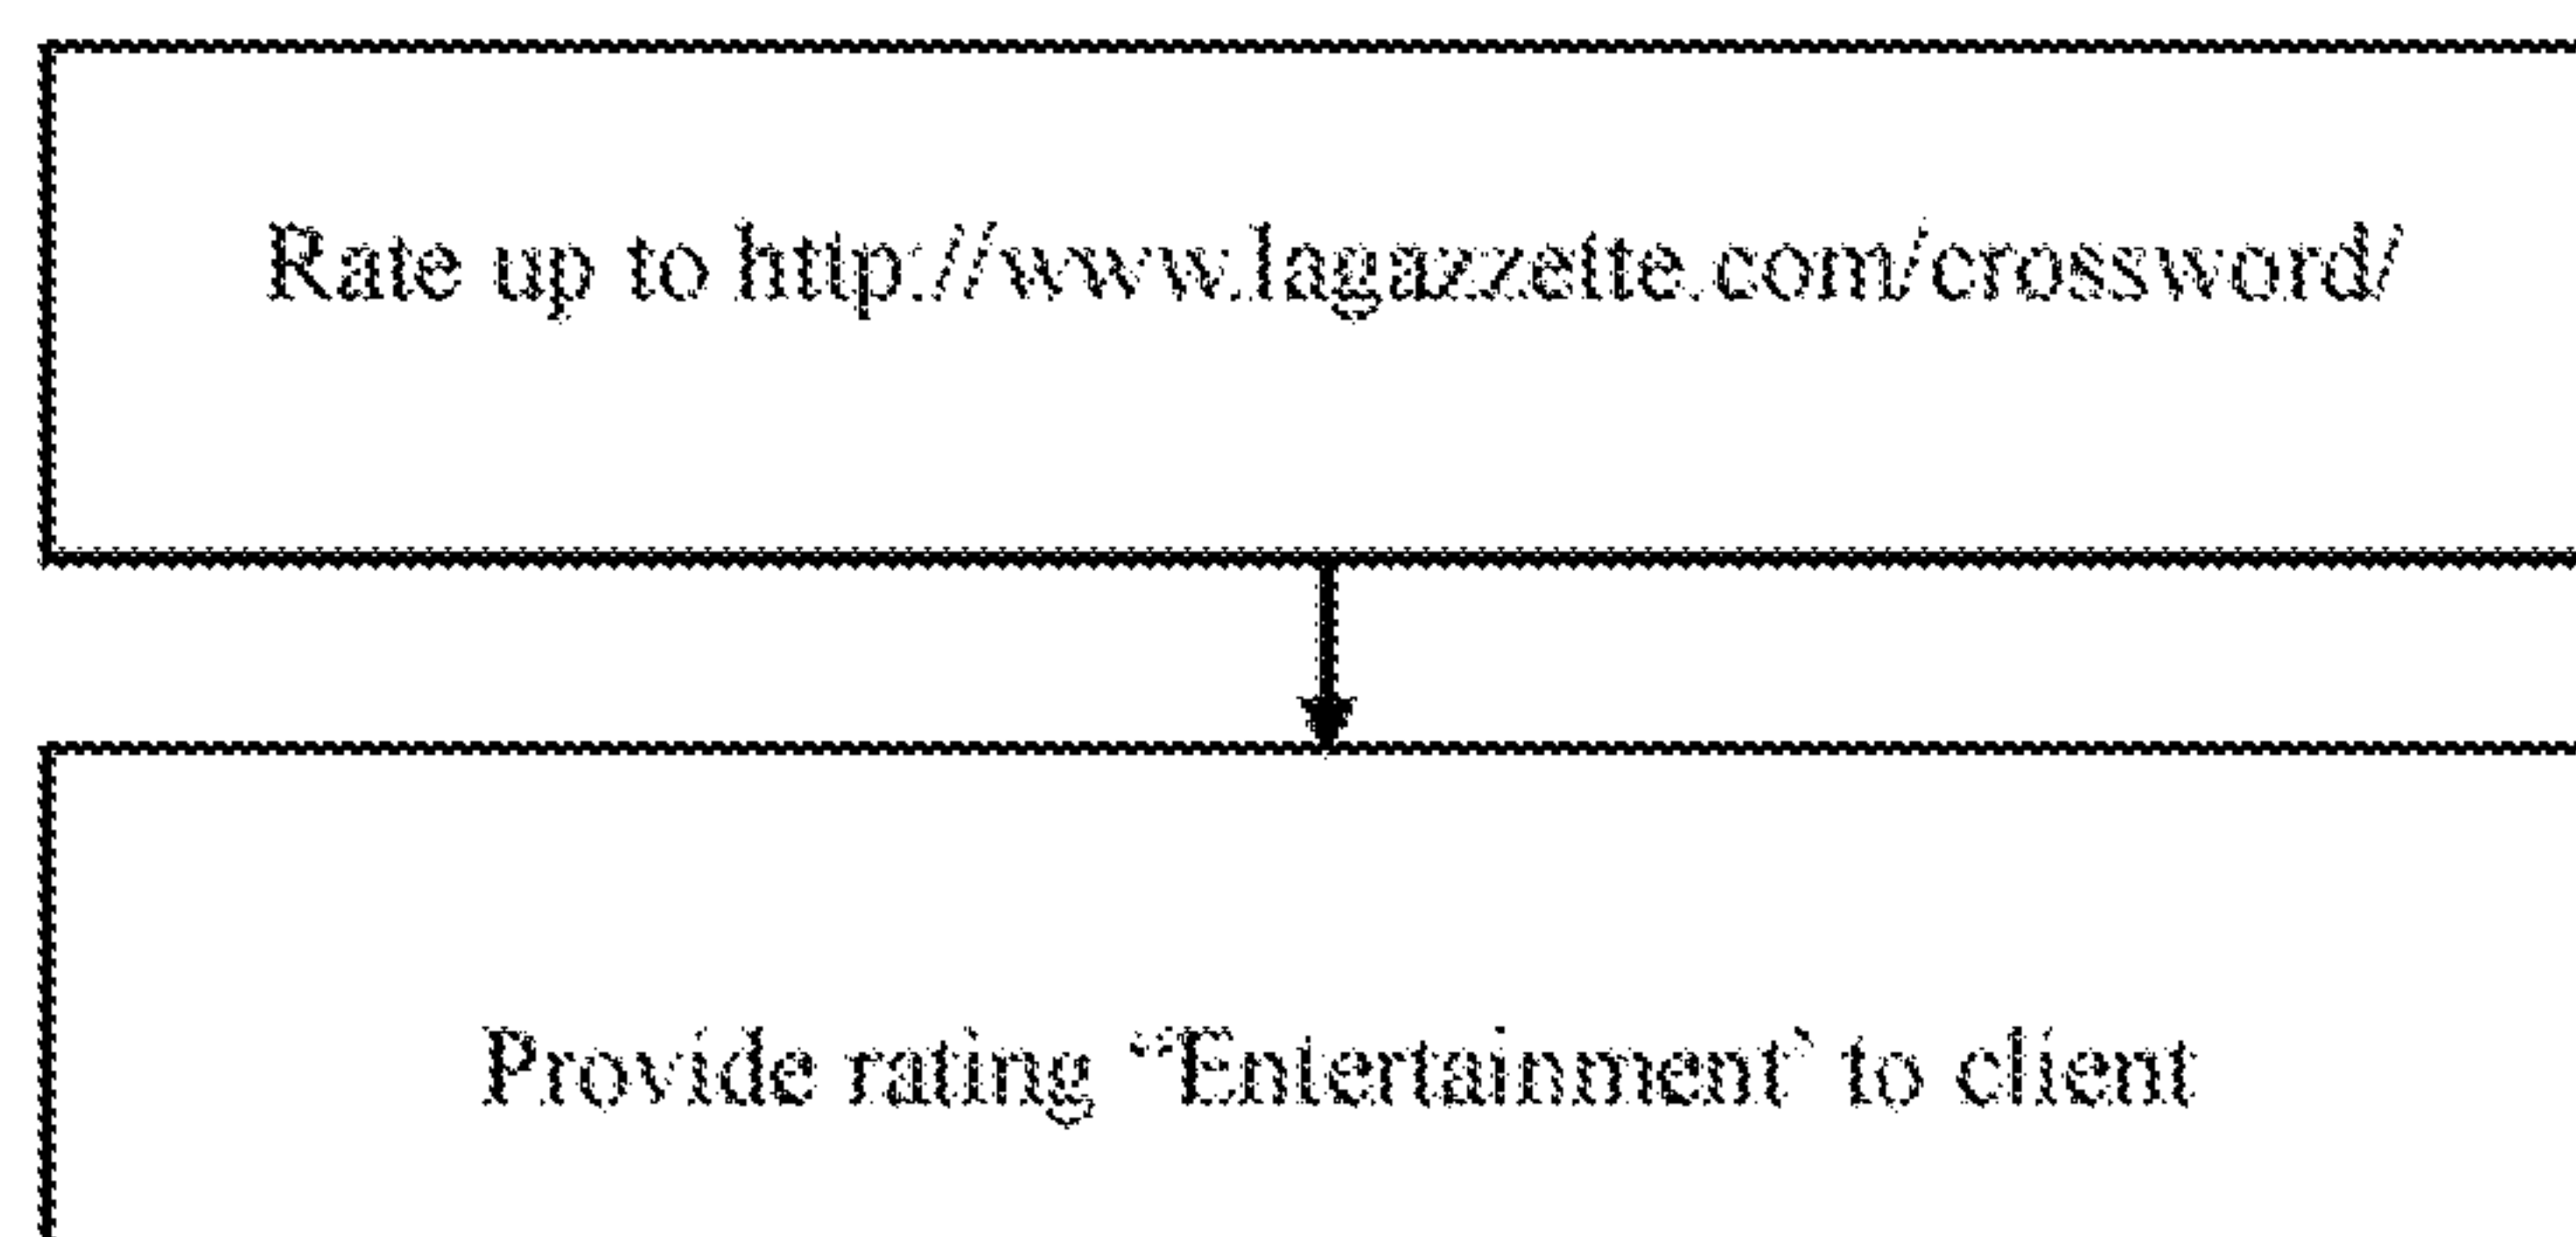 Rate up to http://www.lagazzette.com/crossword/
Provide rating “Entertainment” to client